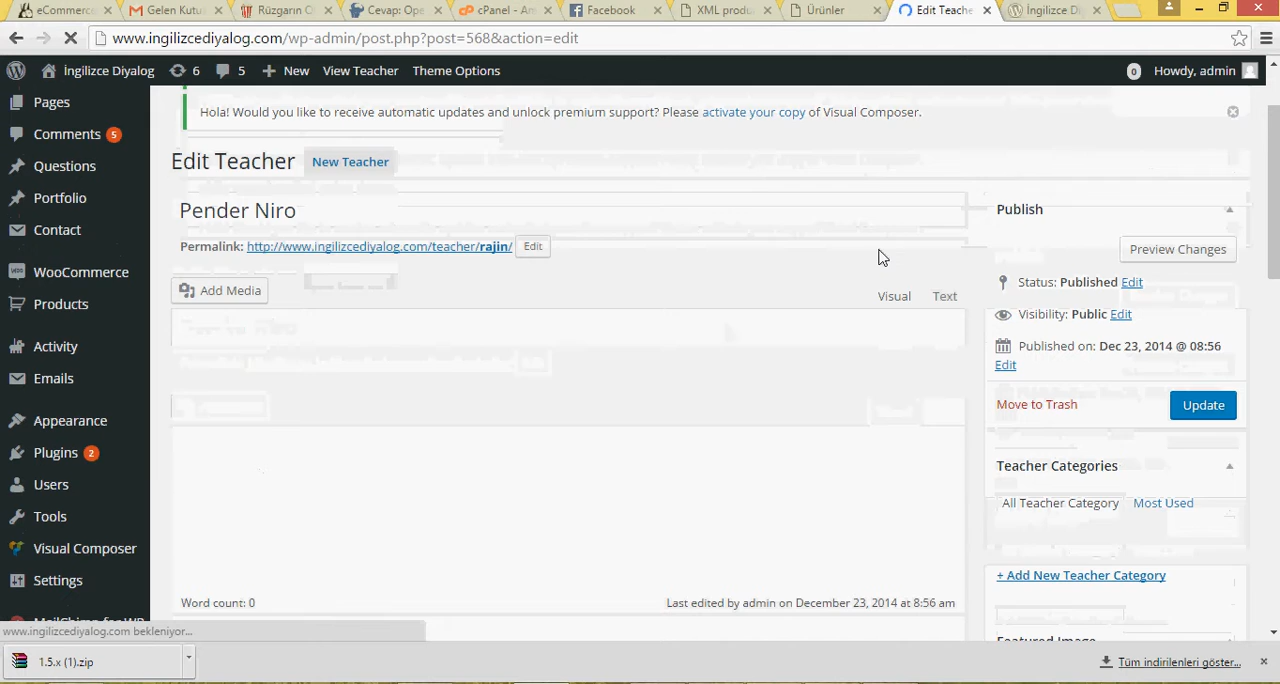 eCommerc
Gelen Kutu
Rüzgarın O
Cevap: Ope
cPanel - An
Facebook
XML produ
Ürünler
Edit Teache
İngilizce Di
www.ingilizcediyalog.com/wp-admin/post.php?post=568&action=edit
İngilizce Diyalog
6
5
New
View Teacher
Theme Options
0
Howdy, admin
Pages
Comments 5
Questions
Portfolio
Contact
WooCommerce
Products
Activity
Emails
Appearance
Plugins 2
Users
Tools
Visual Composer
Settings
MailChimp for WP
Hola! Would you like to receive automatic updates and unlock premium support? Please activate your copy of Visual Composer.
Edit Teacher
New Teacher
Pender Niro
Permalink: http://www.ingilizcediyalog.com/teacher/rajin/ Edit
Add Media
Visual
Text
Word count: 0
Last edited by admin on December 23, 2014 at 8:56 am
Publish
Preview Changes
Status: Published Edit
Visibility: Public Edit
Published on: Dec 23, 2014 @ 08:56
Edit
Move to Trash
Update
Teacher Categories
All Teacher Category
Most Used
+ Add New Teacher Category
Featured Image
www.ingilizcediyalog.com bekleniyor...
1.5.x (1).zip
Tüm indirilenleri göster...